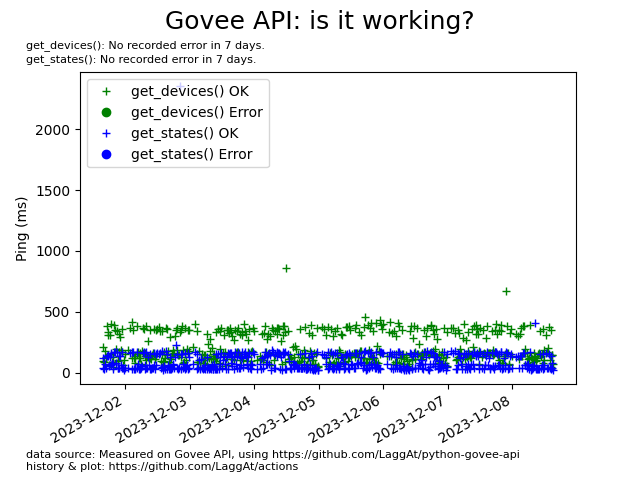 Govee API: is it working?
get_devices(): No recorded error in 7 days.
get_states(): No recorded error in 7 days.
get_devices() OK
get_devices() Error
get_states() OK
get_states() Error
Ping (ms)
2000
1500
1000
500
0
2023-12-02
2023-12-03
2023-12-04
2023-12-05
2023-12-06
2023-12-07
2023-12-08
data source: Measured on Govee API, using https://github.com/LaggAt/python-govee-api
history & plot: https://github.com/LaggAt/actions